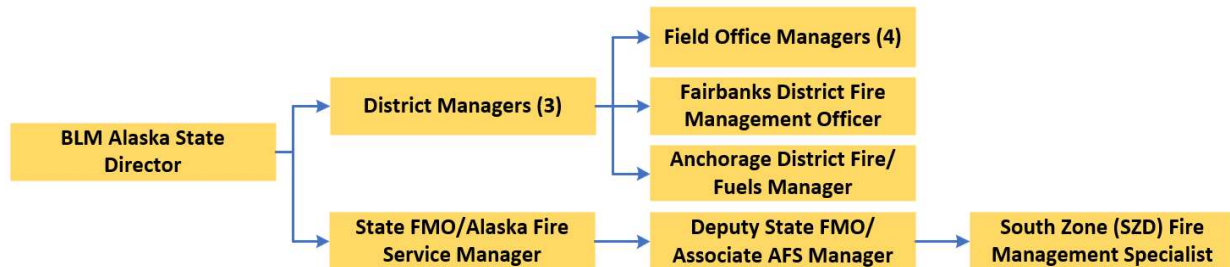 BLM Alaska State
Director
District Managers (3)
Field Office Managers (4)
Fairbanks District Fire
Management Officer
Anchorage District Fire/
Fuels Manager
State FMO/Alaska Fire
Service Manager
Deputy State FMO/
Associate AFS Manager
South Zone (SZD) Fire
Management Specialist